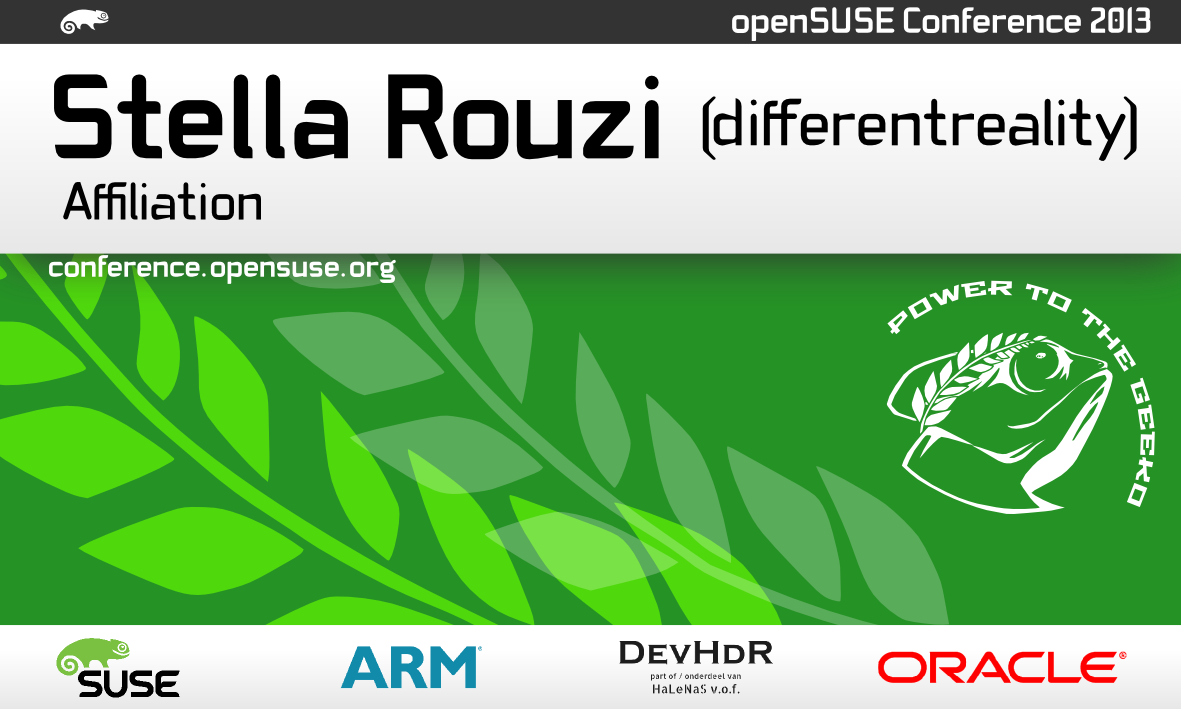 openSUSE Conference 2013
Stella Rouzi (differentreality)
Affiliation
conference.opensuse.org
POWER TO THE GEEKO
SUSE
ARM®
DEVHDR
part of / onderdeel van
HaLeNaS v.o.f.
ORACLE®